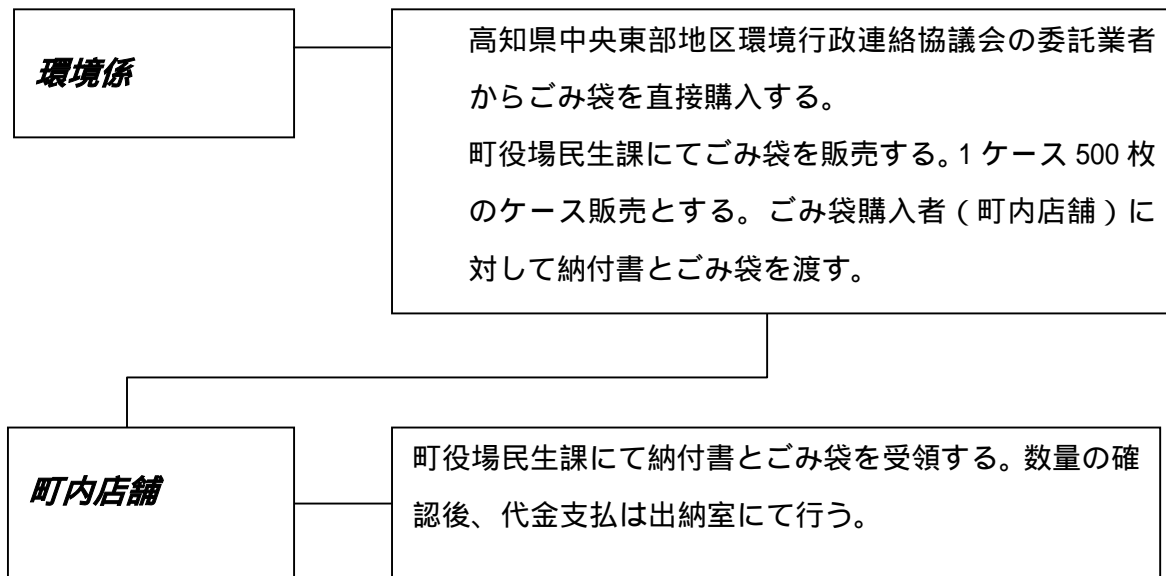 環境係
高知県中央東部地区環境行政連絡協議会の委託業者
からごみ袋を直接購入する。
町役場民生課にてごみ袋を販売する。1ケース500枚
のケース販売とする。ごみ袋購入者（町内店舗）に
対して納付書とごみ袋を渡す。
町内店舗
町役場民生課にて納付書とごみ袋を受領する。数量の確
認後、代金支払は出納室にて行う。